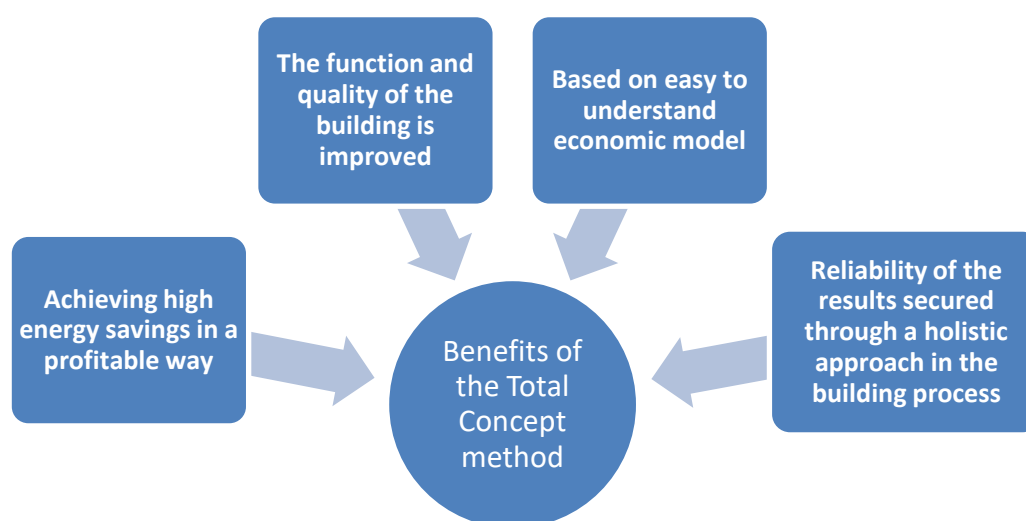 The function and
quality of the
building is
improved
Based on easy to
understand
economic model
Achieving high
energy savings in a
profitable way
Reliability of the
results secured
through a holistic
approach in the
building process
Benefits of
the Total
Concept
method